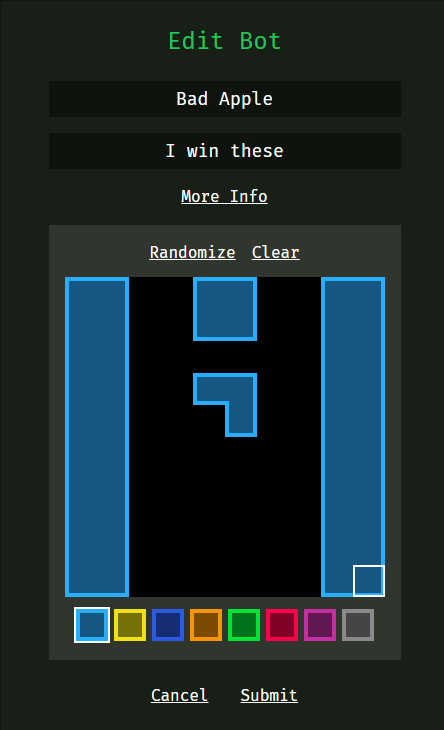 Edit Bot
Bad Apple
I win these
More Info
Randomize Clear
Cancel Submit